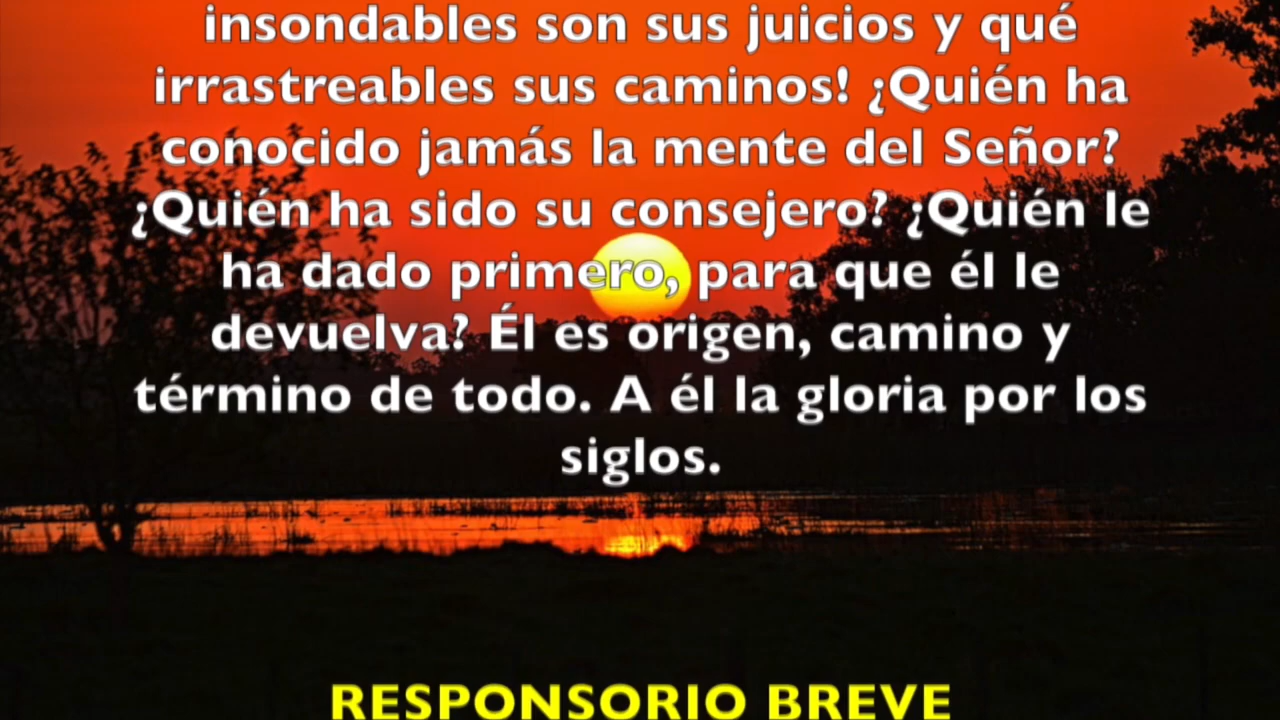 insondables son sus juicios y qué
irrastreables sus caminos! ¿Quién ha
conocido jamás la mente del Señor?
¿Quién ha sido su consejero? ¿Quién le
ha dado primero, para que él le
devuelva? Él es origen, camino y
término de todo. A él la gloria por los
siglos.
RESPONSORIO BREVE